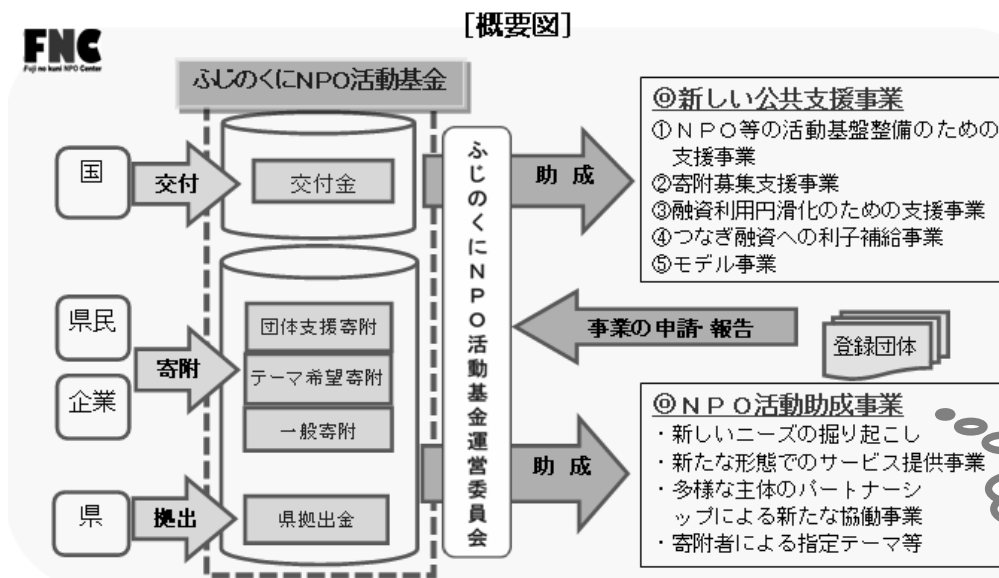 [概要図]
FNC
Fuji no kuni NPO Center
ふじのくにNPO活動基金
国
交付
交付金
県民
企業
寄附
団体支援寄附
テーマ希望寄附
一般寄附
県
拠出
県拠出金
ふじのくにNPO活動基金運営委員会
助 成
◎新しい公共支援事業
①NPO等の活動基盤整備のための
支援事業
②寄附募集支援事業
③融資利用円滑化のための支援事業
④つなぎ融資への利子補給事業
⑤モデル事業
事業の申請・報告
登録団体
助 成
◎NPO活動助成事業
・新しいニーズの掘り起こし
・新たな形態でのサービス提供事業
・多様な主体のパートナーシ
ップによる新たな協働事業
・寄附者による指定テーマ等